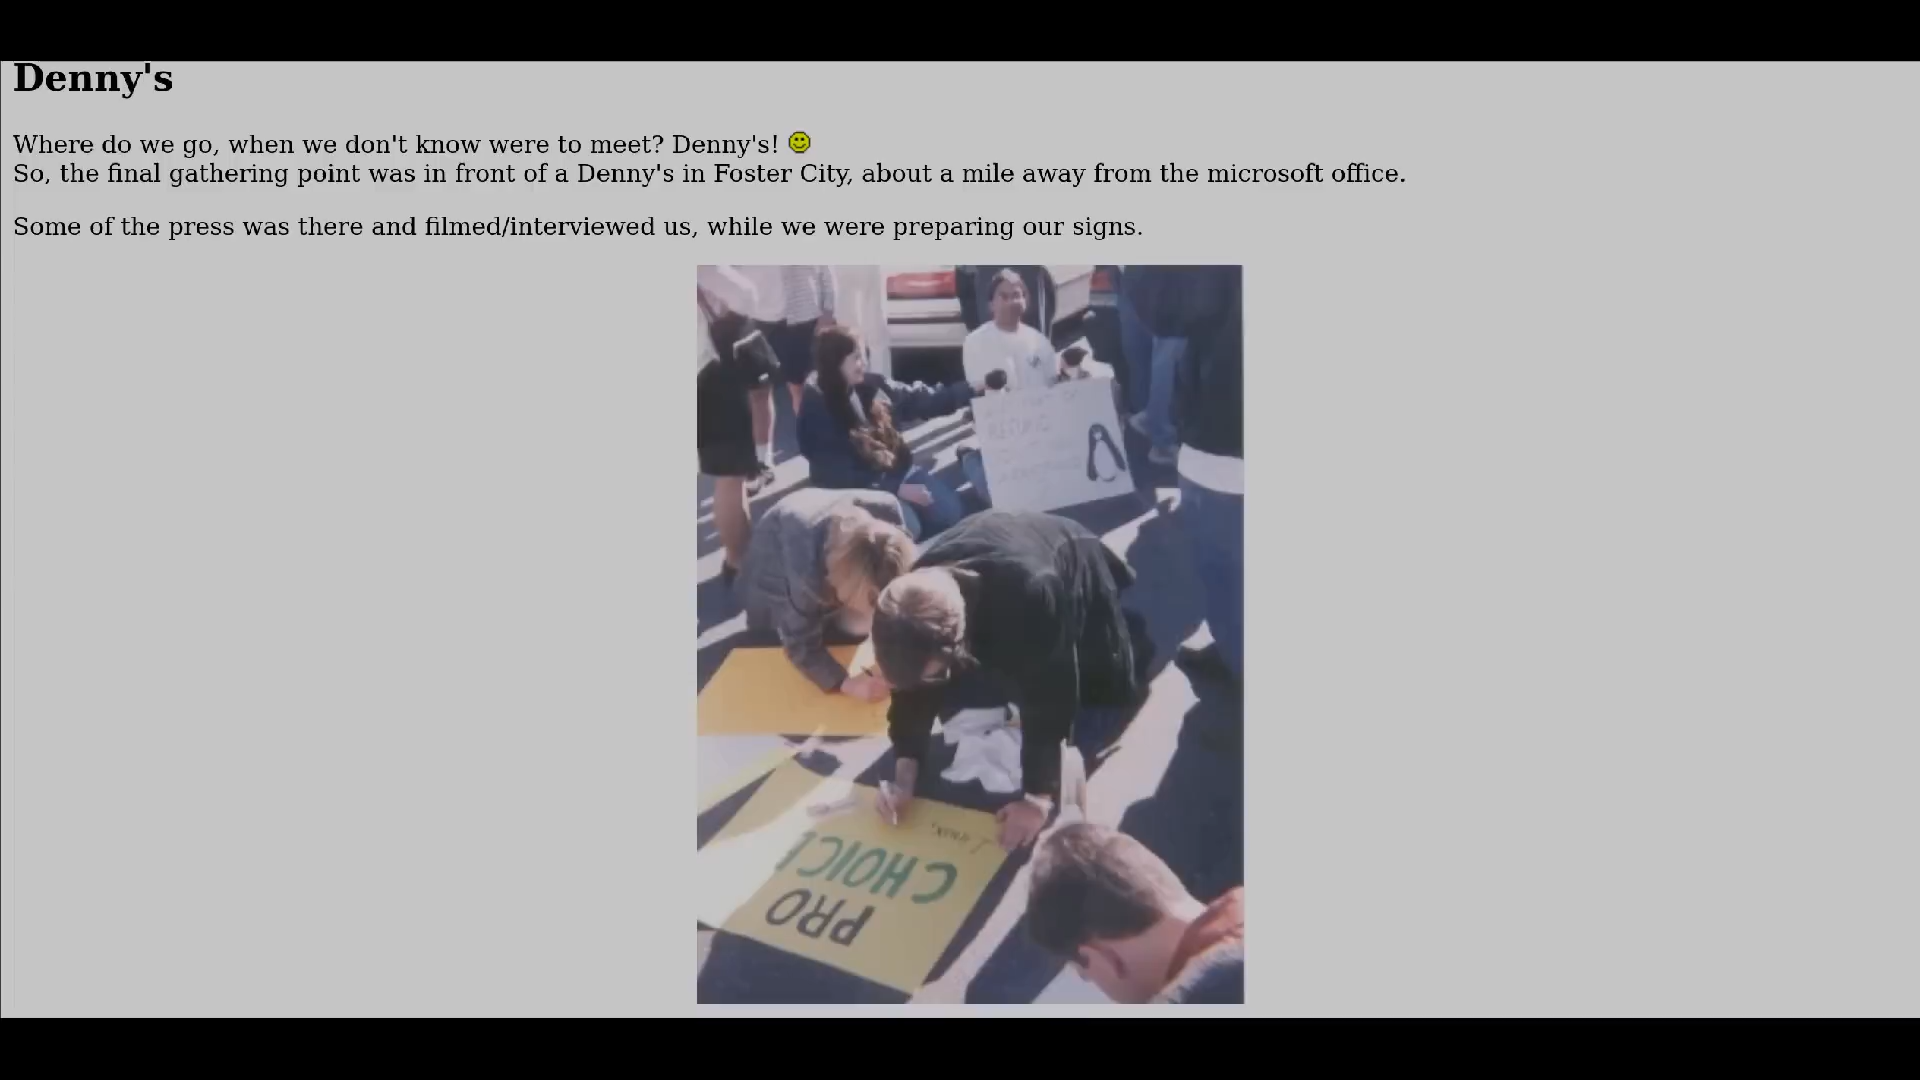 Denny's
Where do we go, when we don't know were to meet? Denny's!
So, the final gathering point was in front of a Denny's in Foster City, about a mile away from the microsoft office.
Some of the press was there and filmed/interviewed us, while we were preparing our signs.
REFUND
PRO
CHOICE